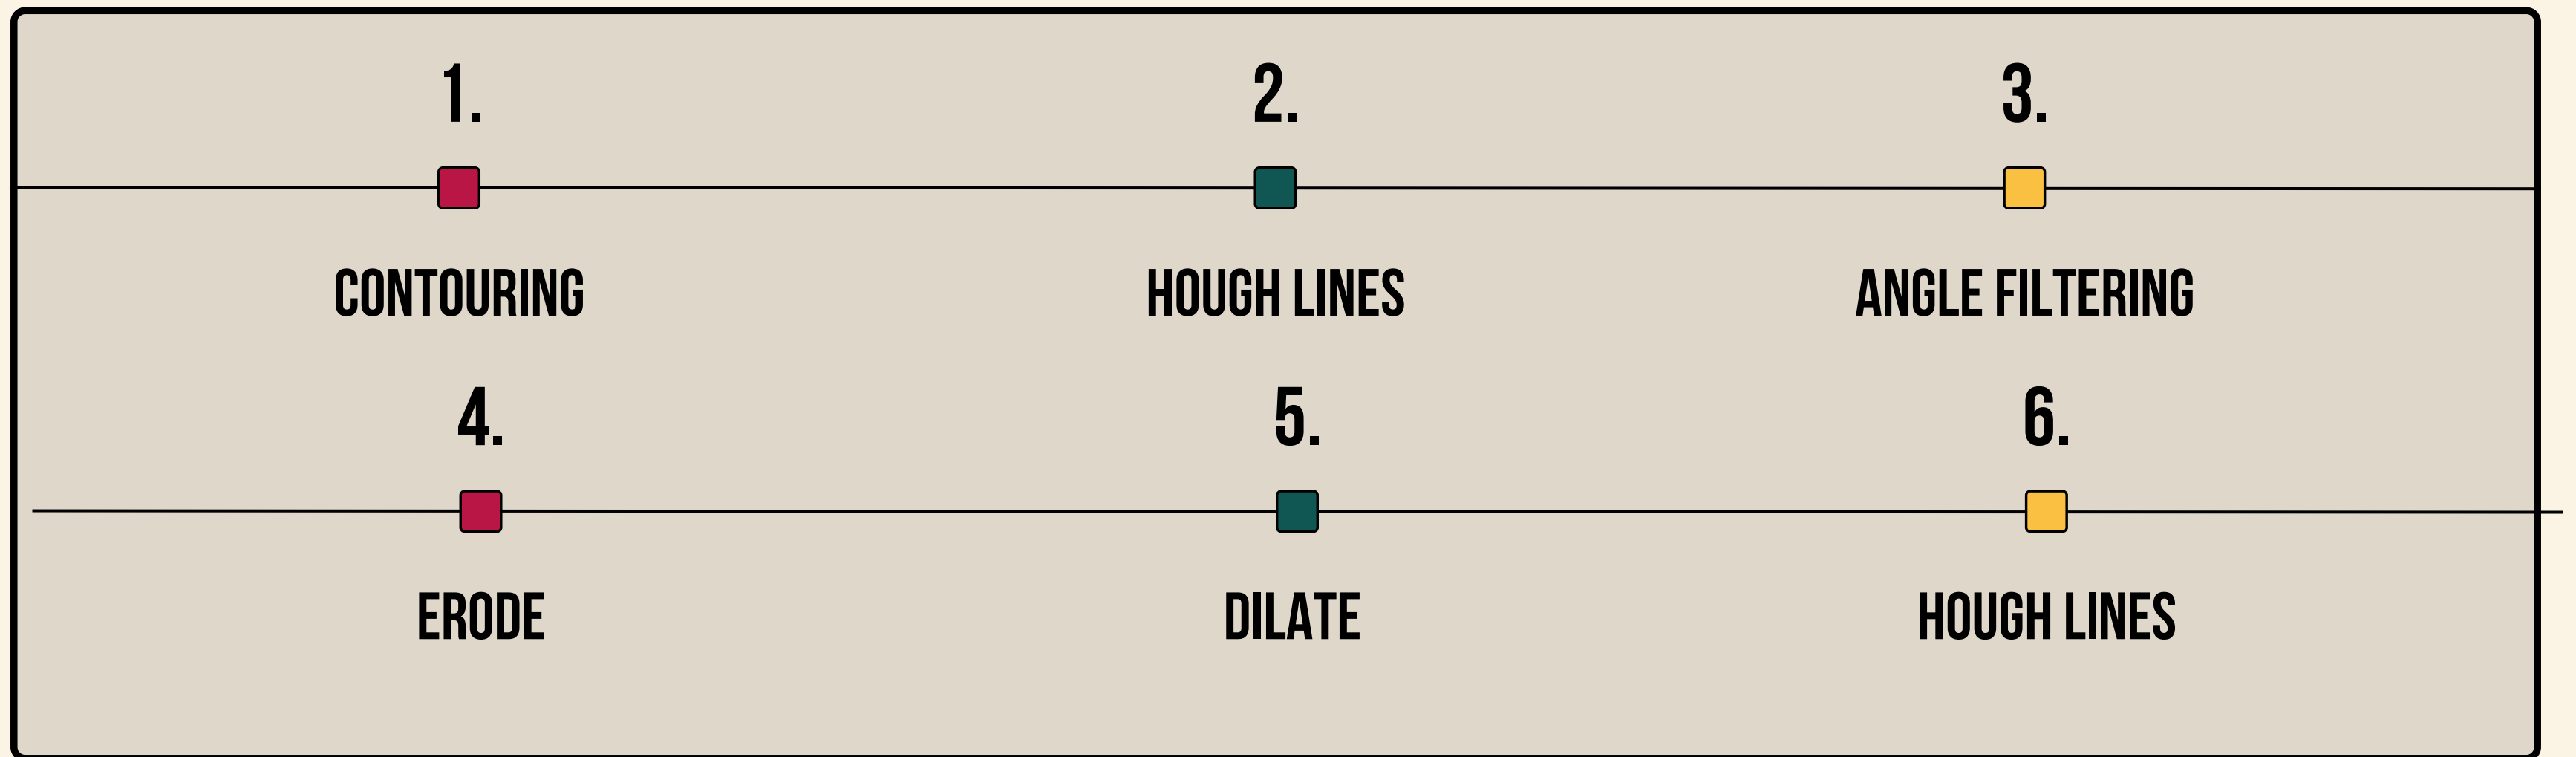 1. 2. 3.
CONTOURING HOUGH LINES ANGLE FILTERING
4. 5. 6.
ERODE DILATE HOUGH LINES